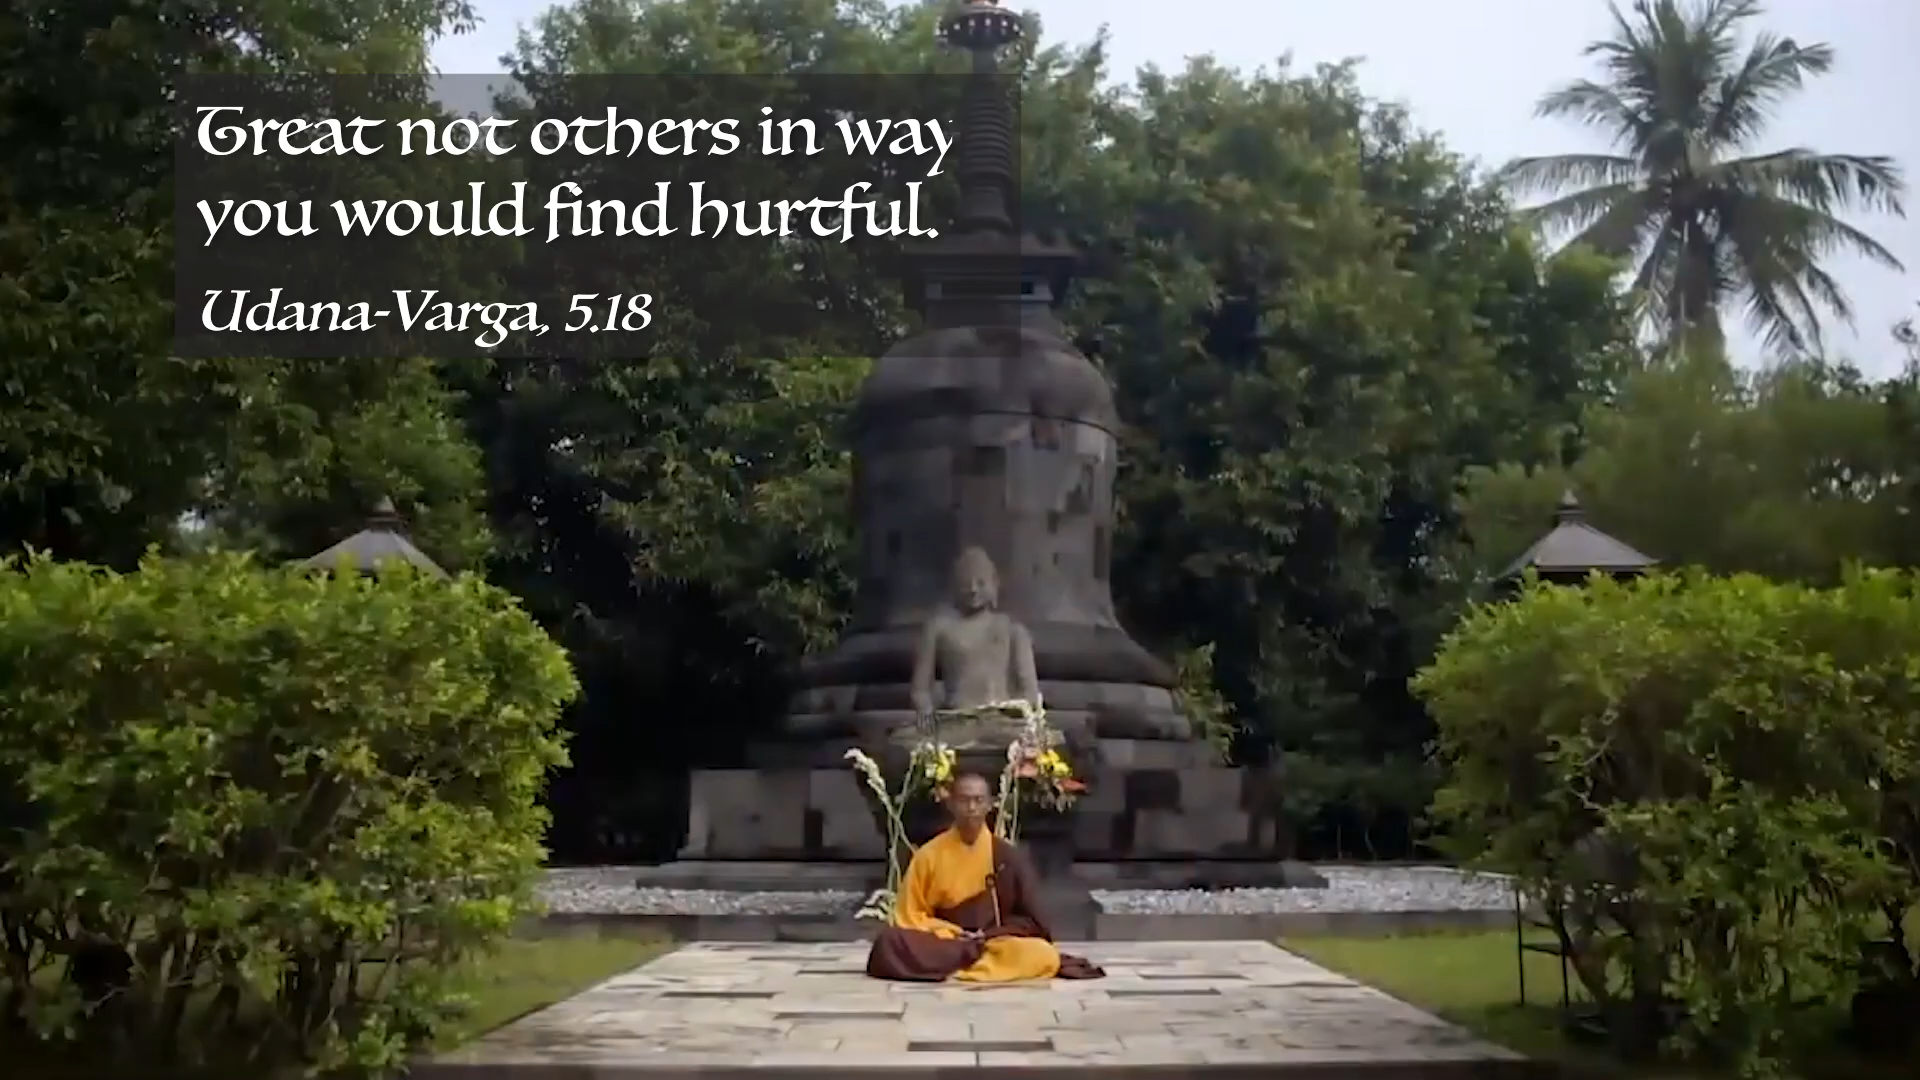 Treat not others in way
you would find hurtful.
Udana-Varga, 5.18